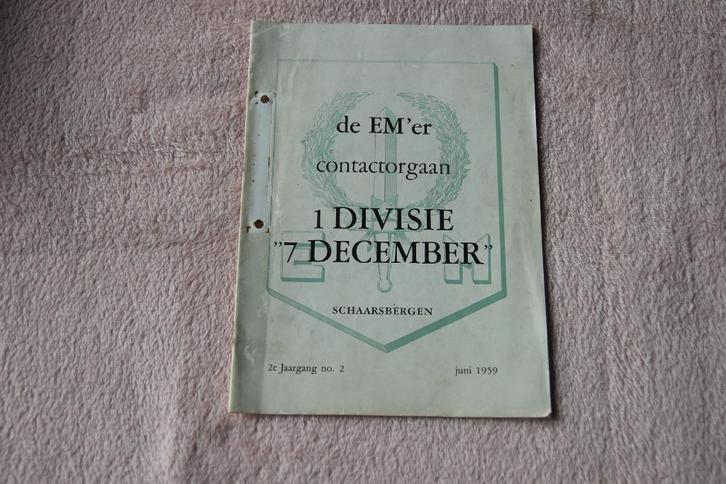 de EM'er
contactorgaan
1 DIVISIE
"7 DECEMBER"
E M
SCHAARSBERGEN
2e Jaargang no. 2 juni 1959